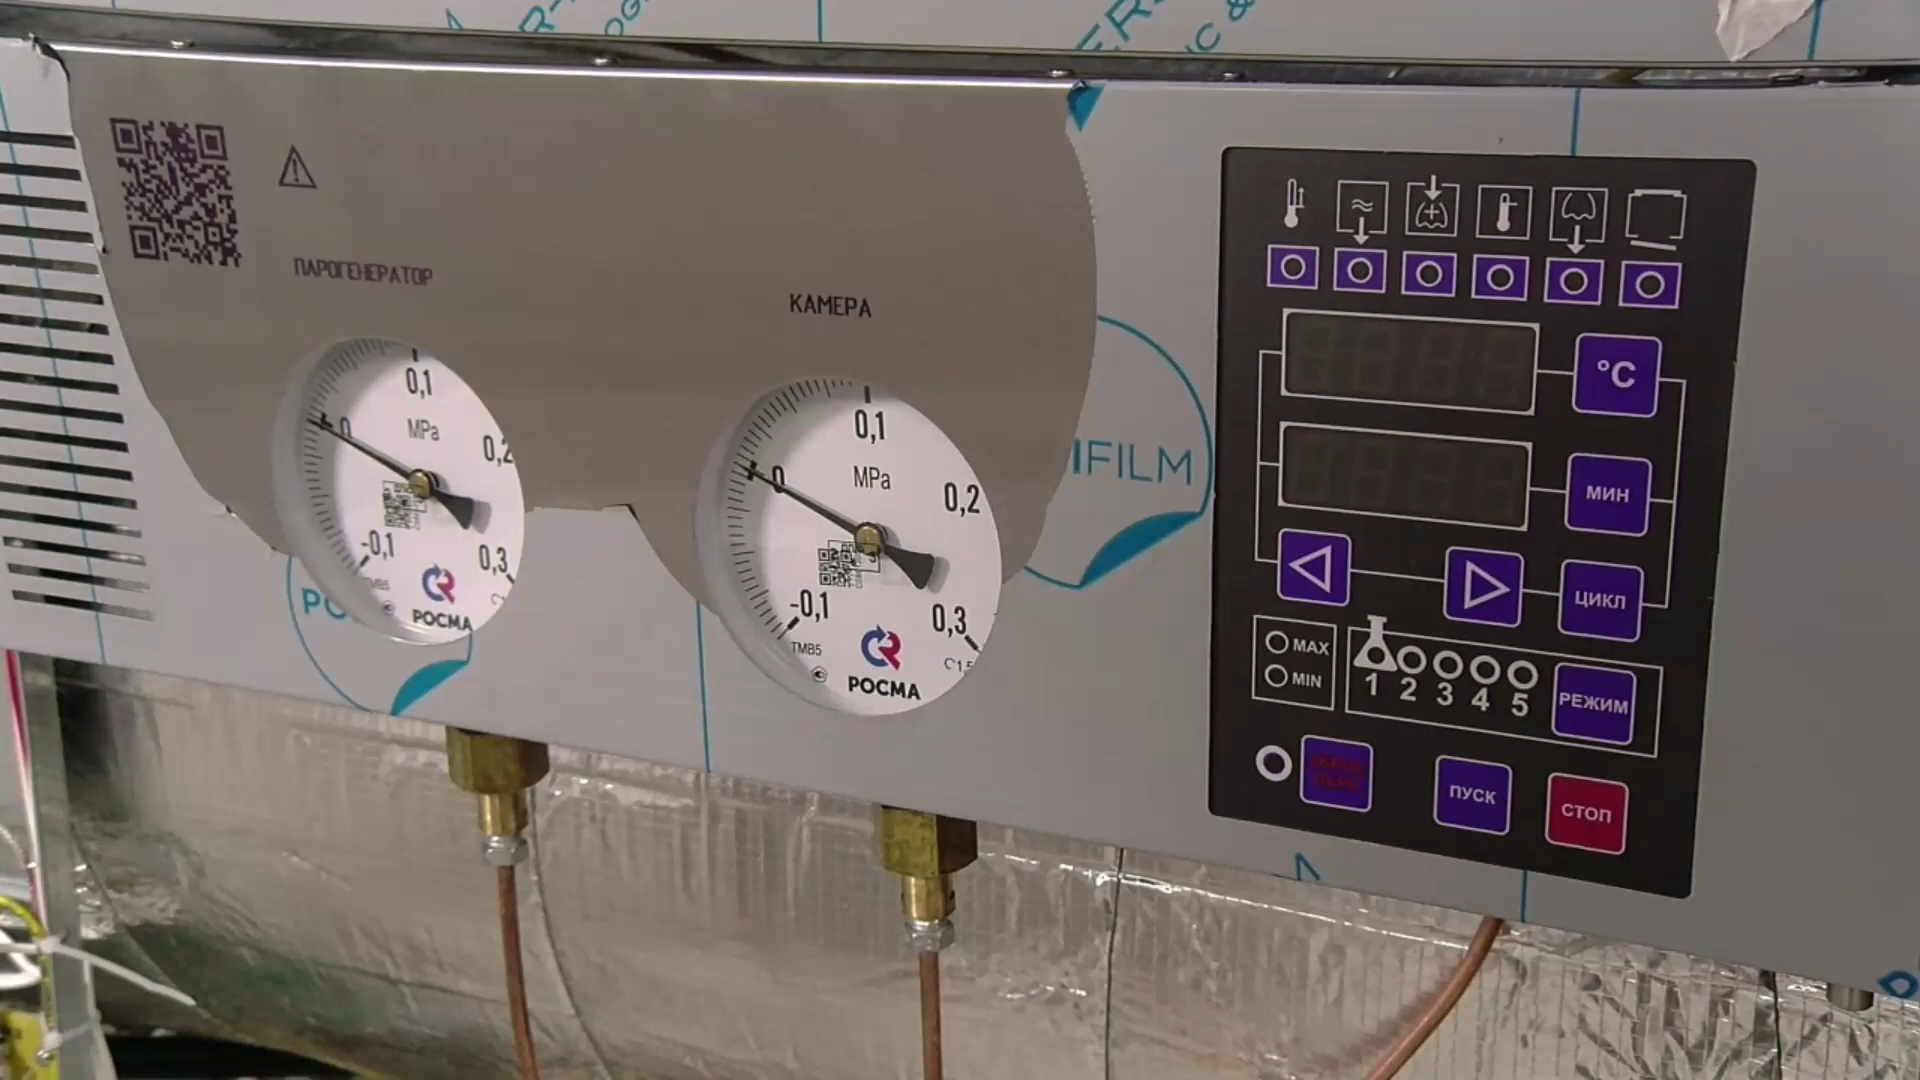 ПАРОГЕНЕРАТОР
КАМЕРА
0,1
MPa
0
0,2
-0,1
0,3
ТМВ5
РОСМА
0,1
MPa
0
0,2
-0,1
0,3
ТМВ5
1,5
РОСМА
IFILM
°C
МИН
ЦИКЛ
MAX
MIN
1 2 3 4 5
РЕЖИМ
ПУСК
СТОП